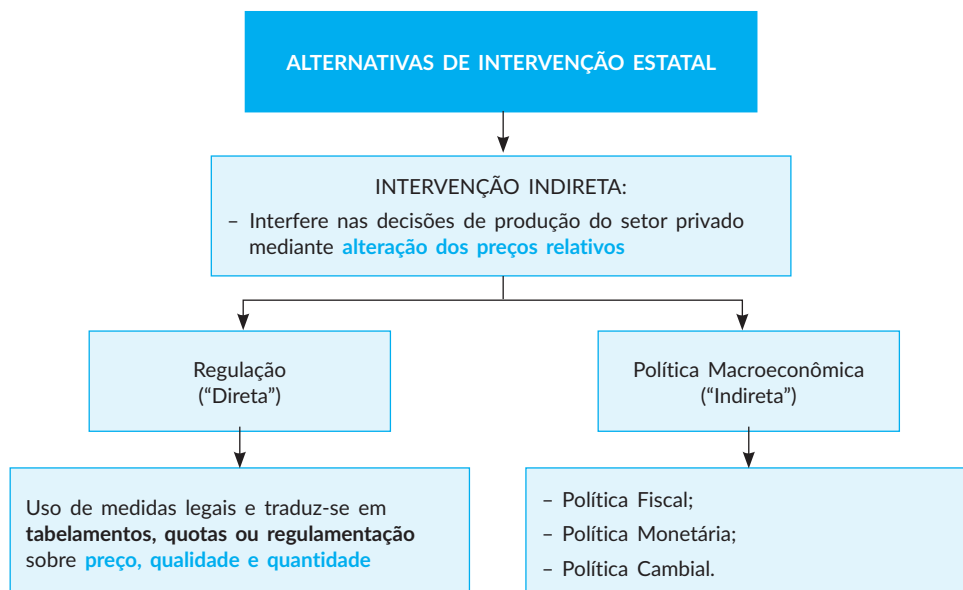 ALTERNATIVAS DE INTERVENÇÃO ESTATAL
INTERVENÇÃO INDIRETA:
– Interfere nas decisões de produção do setor privado
mediante alteração dos preços relativos
Regulação
(“Direta”)
Política Macroeconômica
(“Indireta”)
Uso de medidas legais e traduz-se em
tabelamentos, quotas ou regulamentação
sobre preço, qualidade e quantidade
– Política Fiscal;
– Política Monetária;
– Política Cambial.